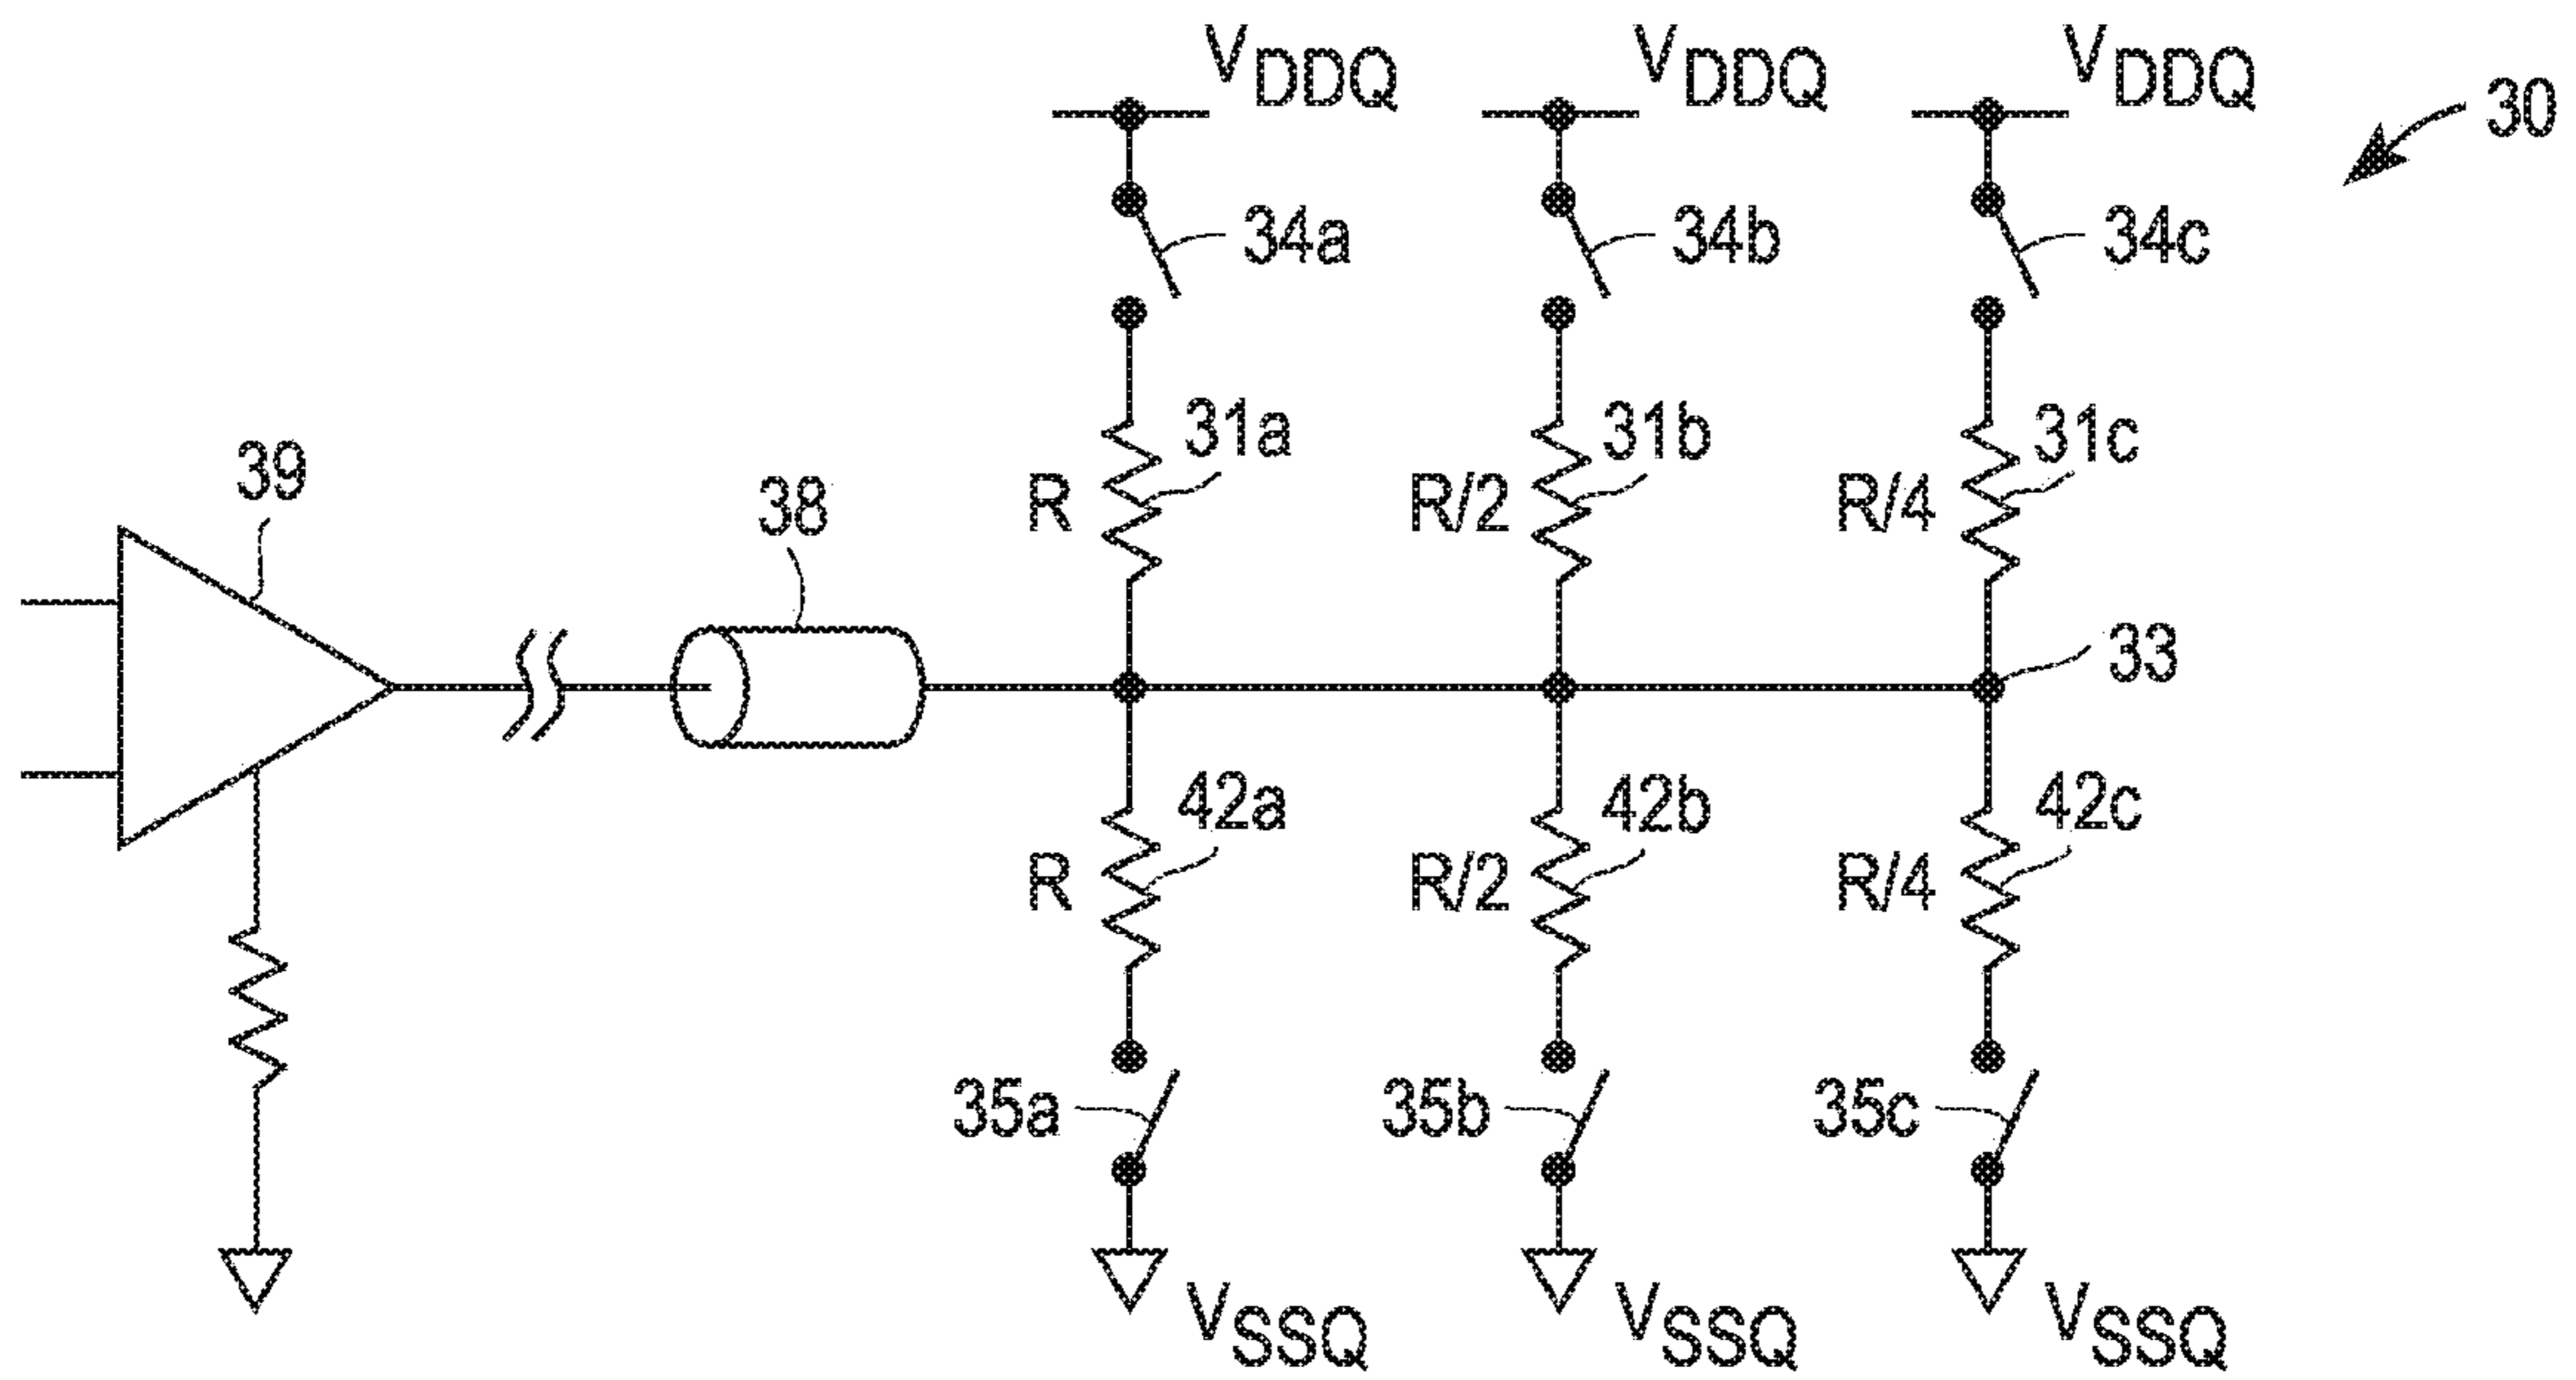 VDDQ VDDQ VDDQ
30
34a 34b 34c
31a 31b 31c
39
38
R R/2 R/4
33
42a 42b 42c
R R/2 R/4
35a 35b 35c
VSSQ VSSQ VSSQ